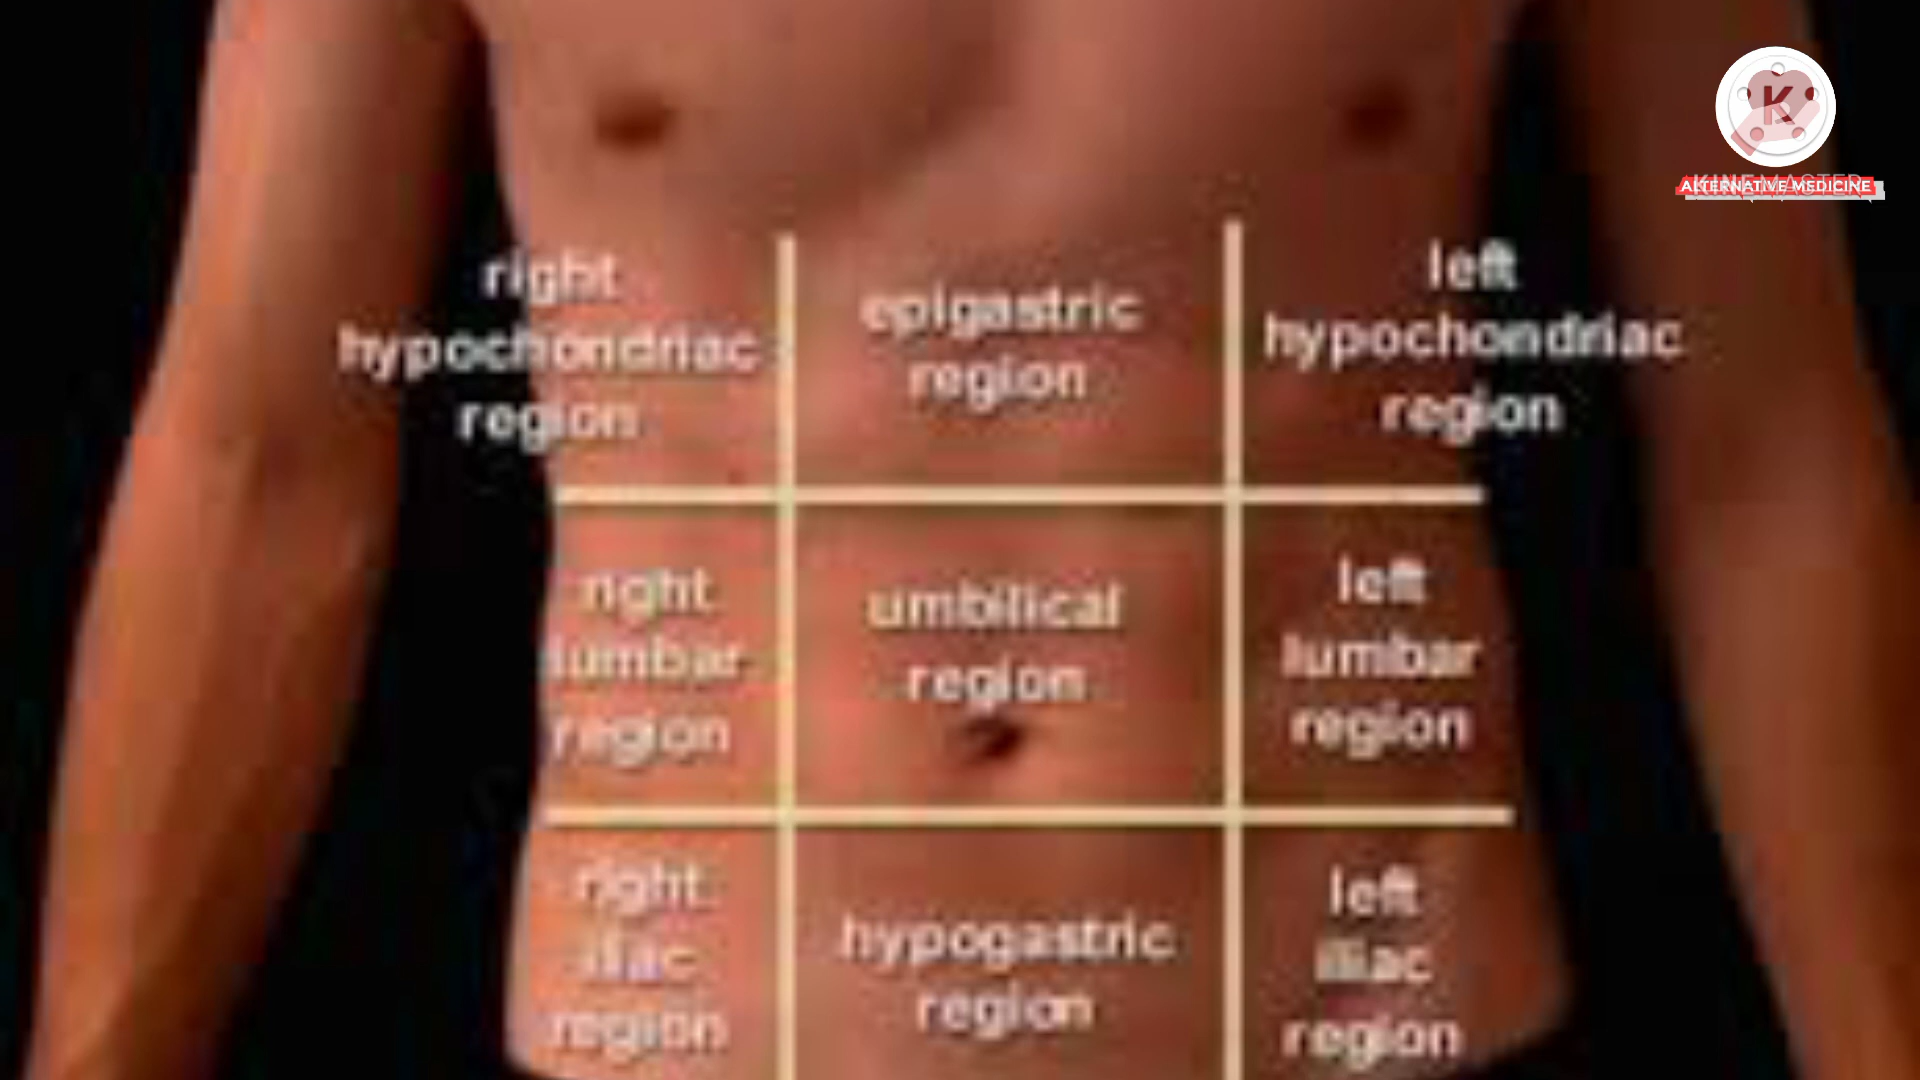 KINEMASTER
ALTERNATIVE MEDICINE
right
hypochondriac
region
epigastric
region
left
hypochondriac
region
right
lumbar
region
umbilical
region
left
lumbar
region
right
iliac
region
hypogastric
region
left
iliac
region